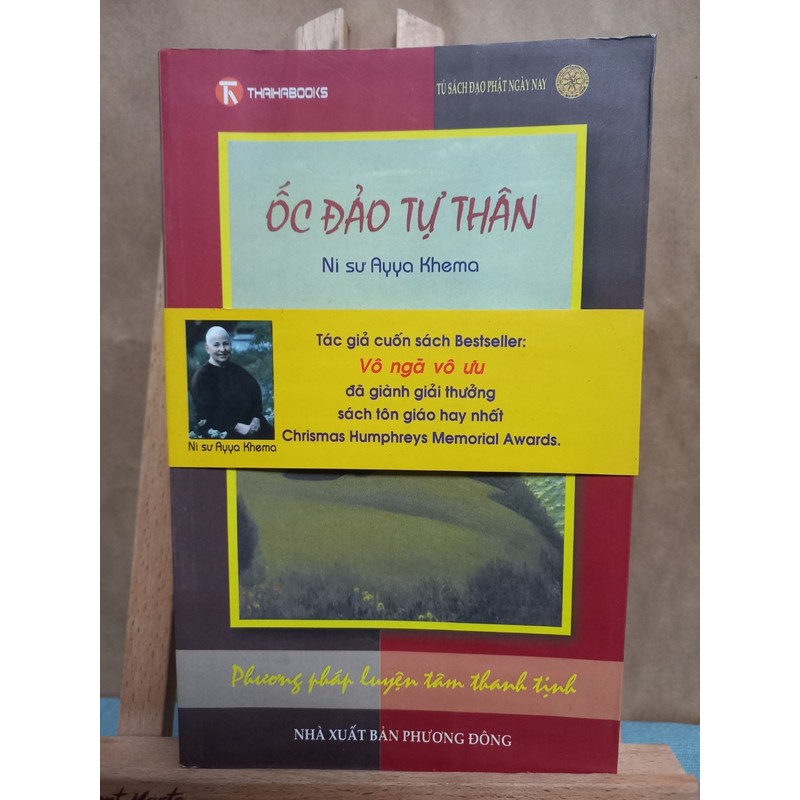 THAIHABOOKS
TỦ SÁCH ĐẠO PHẬT NGÀY NAY
ỐC ĐẢO TỰ THÂN
Ni sư Ayya Khema
Tác giả cuốn sách Bestseller:
Vô ngã vô ưu
đã giành giải thưởng
sách tôn giáo hay nhất
Chrismas Humphreys Memorial Awards.
Ni sư Ayya Khema
Phương pháp luyện tâm thanh tịnh
NHÀ XUẤT BẢN PHƯƠNG ĐÔNG